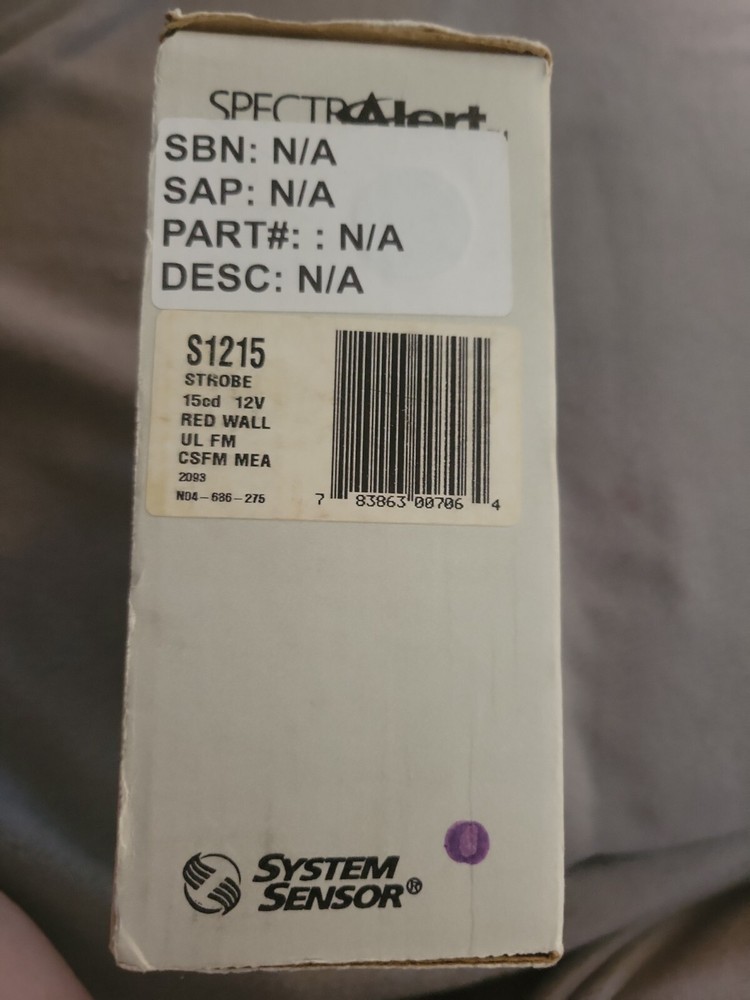 SPECTRAlert
SBN: N/A
SAP: N/A
PART#: : N/A
DESC: N/A
S1215
STROBE
15cd 12V
RED WALL
UL FM
CSFM MEA
2093
N04-686-275
7 83863 00706 4
SYSTEM
SENSOR®